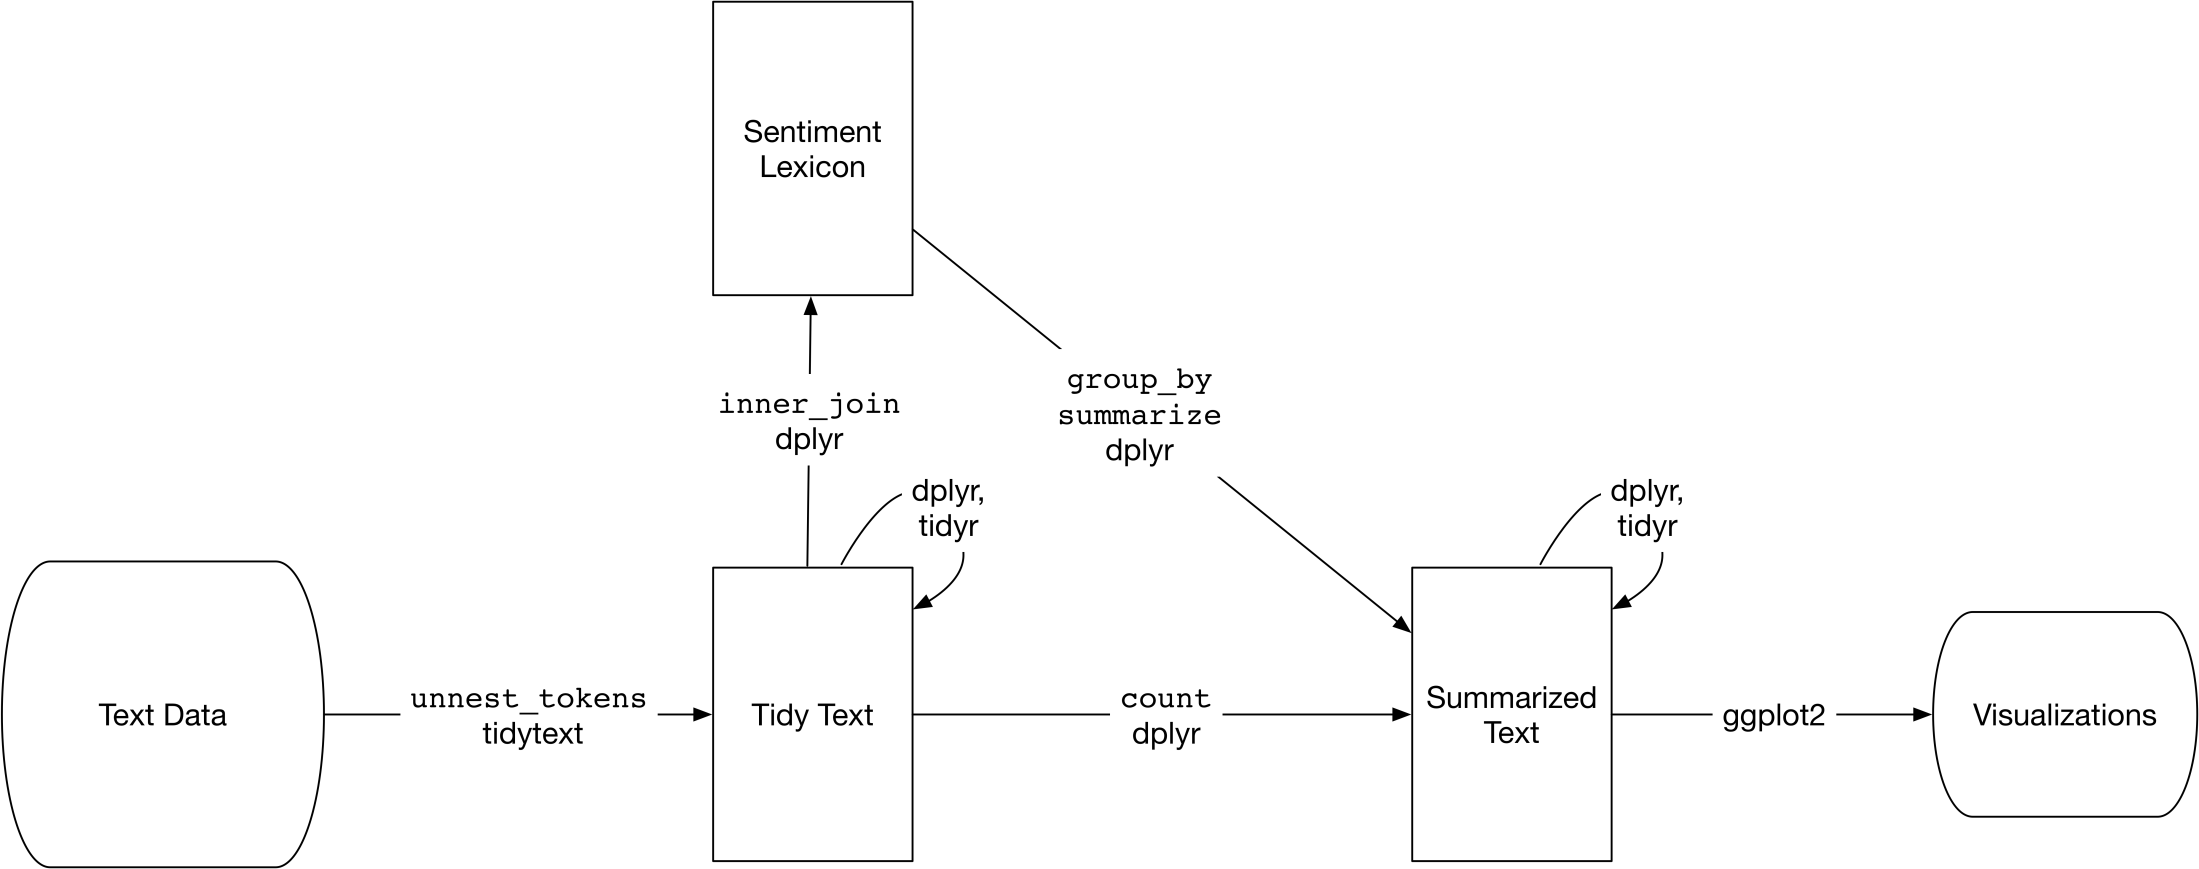 Sentiment
Lexicon
inner_join
dplyr
group_by
summarize
dplyr
dplyr,
tidyr
dplyr,
tidyr
Text Data
unnest_tokens
tidytext
Tidy Text
count
dplyr
Summarized
Text
ggplot2
Visualizations